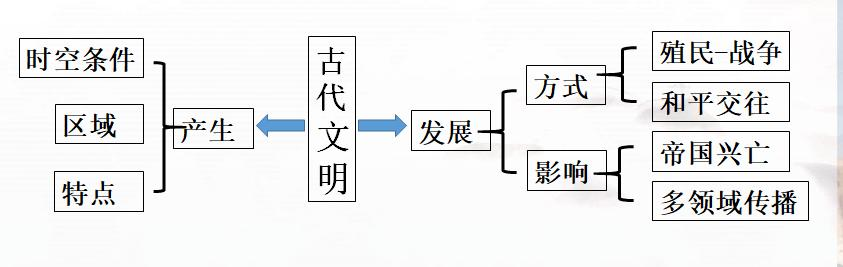 时空条件
区域
特点
产生
古代文明
发展
方式
影响
殖民-战争
和平交往
帝国兴亡
多领域传播